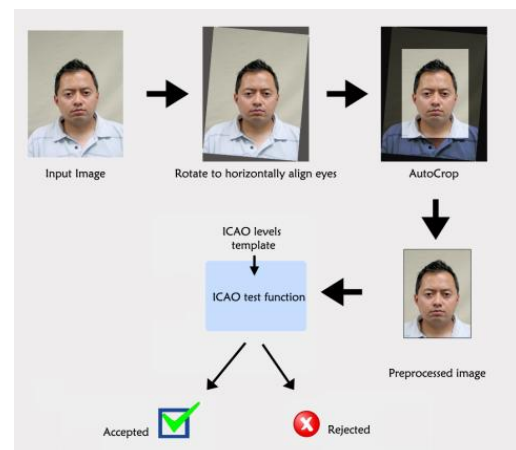 Input Image
Rotate to horizontally align eyes
AutoCrop
ICAO levels
template
ICAO test function
Preprocessed image
Accepted
Rejected